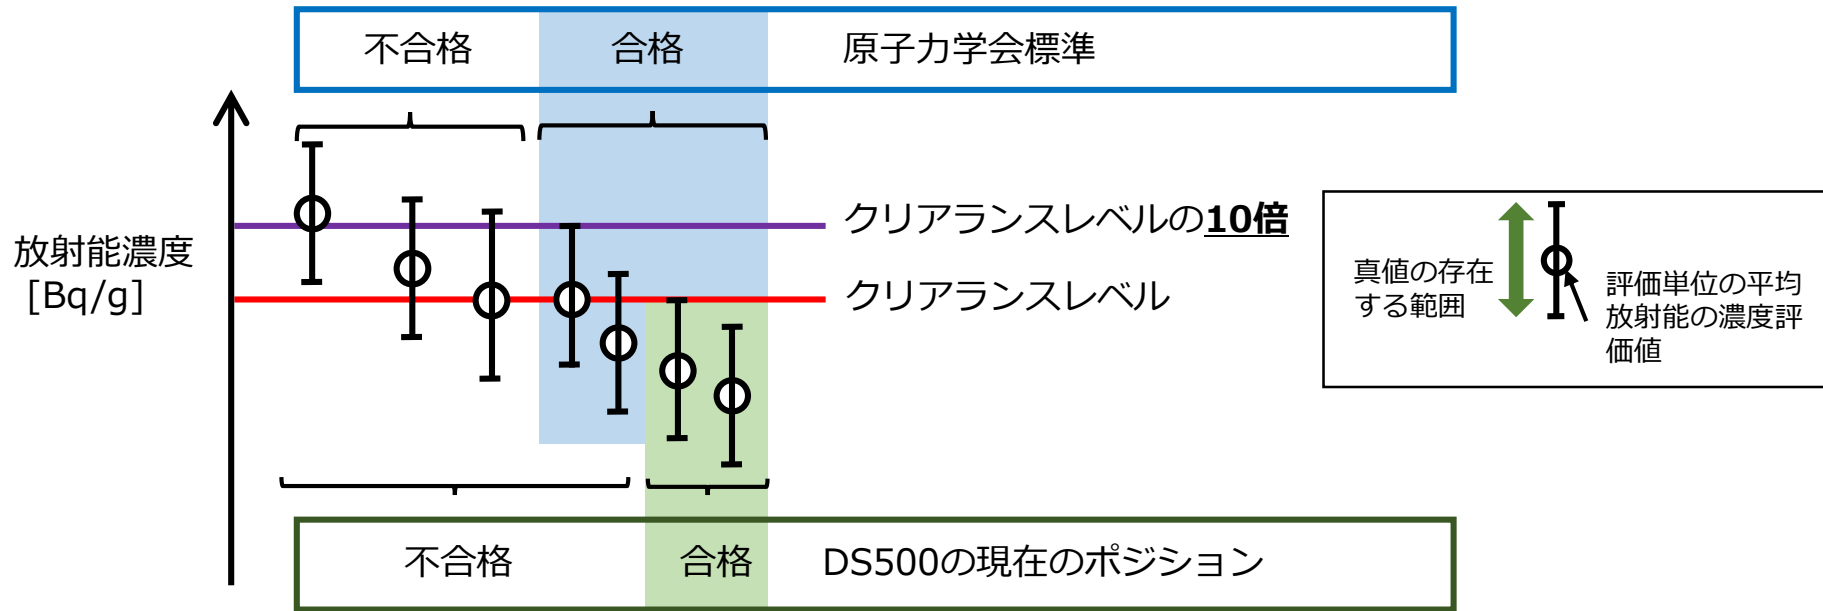 不合格
合格
原子力学会標準
クリアランスレベルの10倍
放射能濃度
[Bq/g]
クリアランスレベル
真値の存在
する範囲
評価単位の平均
放射能の濃度評
価値
不合格
合格
DS500の現在のポジション